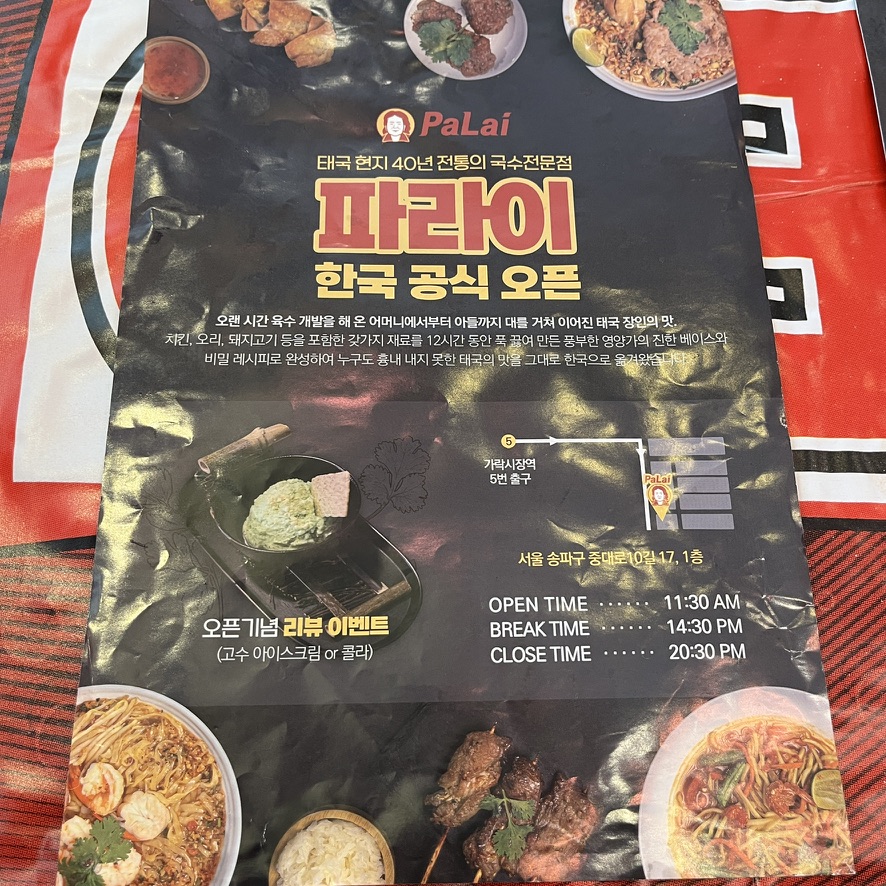 PaLai
태국 현지 40년 전통의 국수전문점
파라이
한국 공식 오픈
오랜 시간 육수 개발을 해 온 어머니에서부터 아들까지 대를 거쳐 이어진 태국 장인의 맛.
치킨, 오리, 돼지고기 등을 포함한 갖가지 재료를 12시간 동안 푹 끓여 만든 풍부한 영양가의 진한 베이스와
비밀 레시피로 완성하여 누구도 흉내 내지 못한 태국의 맛을 그대로 한국으로 옮겨왔습니다.
5
가락시장역
5번 출구
PaLai
서울 송파구 중대로10길 17, 1층
OPEN TIME ······ 11:30 AM
BREAK TIME ······ 14:30 PM
CLOSE TIME ······ 20:30 PM
오픈기념 리뷰 이벤트
(고수 아이스크림 or 콜라)